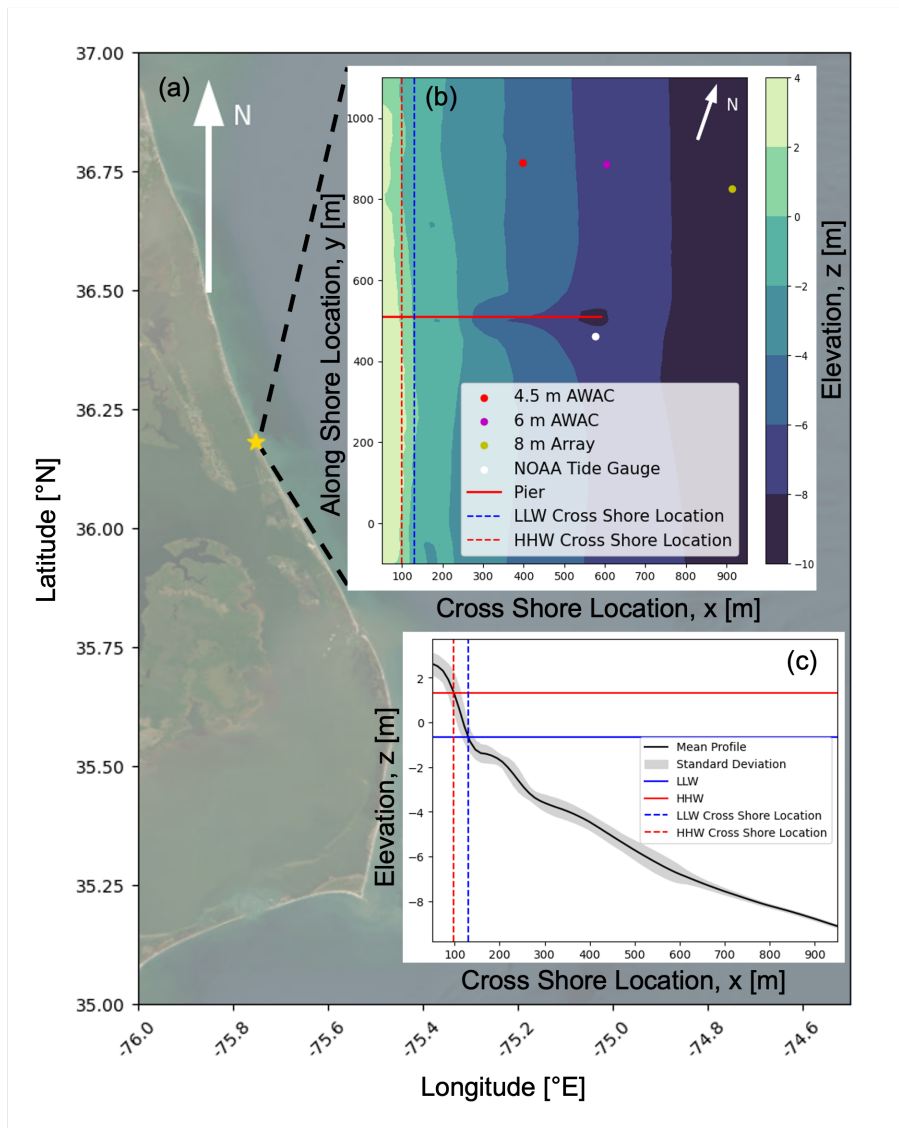 37.00
36.75
36.50
36.25
36.00
35.75
35.50
35.25
35.00
Latitude [°N]
-76.0
-75.8
-75.6
-75.4
-75.2
-75.0
-74.8
-74.6
Longitude [°E]
(a)
N
(b)
N
1000
800
600
400
200
0
Along Shore Location, y [m]
100 200 300 400 500 600 700 800 900
Cross Shore Location, x [m]
4.5 m AWAC
6 m AWAC
8 m Array
NOAA Tide Gauge
Pier
LLW Cross Shore Location
HHW Cross Shore Location
4
2
0
−2
−4
−6
−8
−10
Elevation, z [m]
(c)
2
0
−2
−4
−6
−8
Elevation, z [m]
Mean Profile
Standard Deviation
LLW
HHW
LLW Cross Shore Location
HHW Cross Shore Location
100 200 300 400 500 600 700 800 900
Cross Shore Location, x [m]